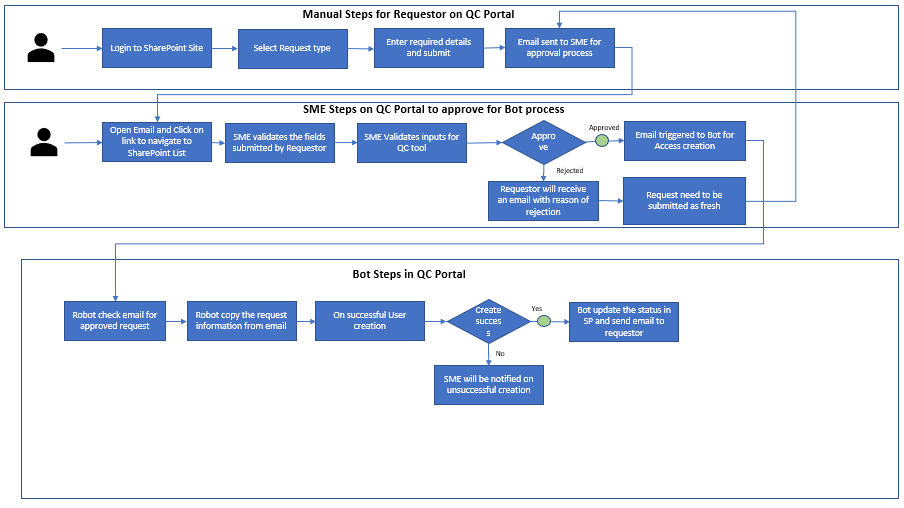 Manual Steps for Requestor on QC Portal
Login to SharePoint Site
Select Request type
Enter required details
and submit
Email sent to SME for
approval process
SME Steps on QC Portal to approve for Bot process
Open Email and Click on
link to navigate to
SharePoint List
SME validates the fields
submitted by Requestor
SME Validates inputs for
QC tool
Appro
ve
Approved
Email triggered to Bot for
Access creation
Rejected
Requestor will receive
an email with reason of
rejection
Request need to be
submitted as fresh
Bot Steps in QC Portal
Robot check email for
approved request
Robot copy the request
information from email
On successful User
creation
Create
succes
s
Yes
Bot update the status in
SP and send email to
requestor
No
SME will be notified on
unsuccessful creation